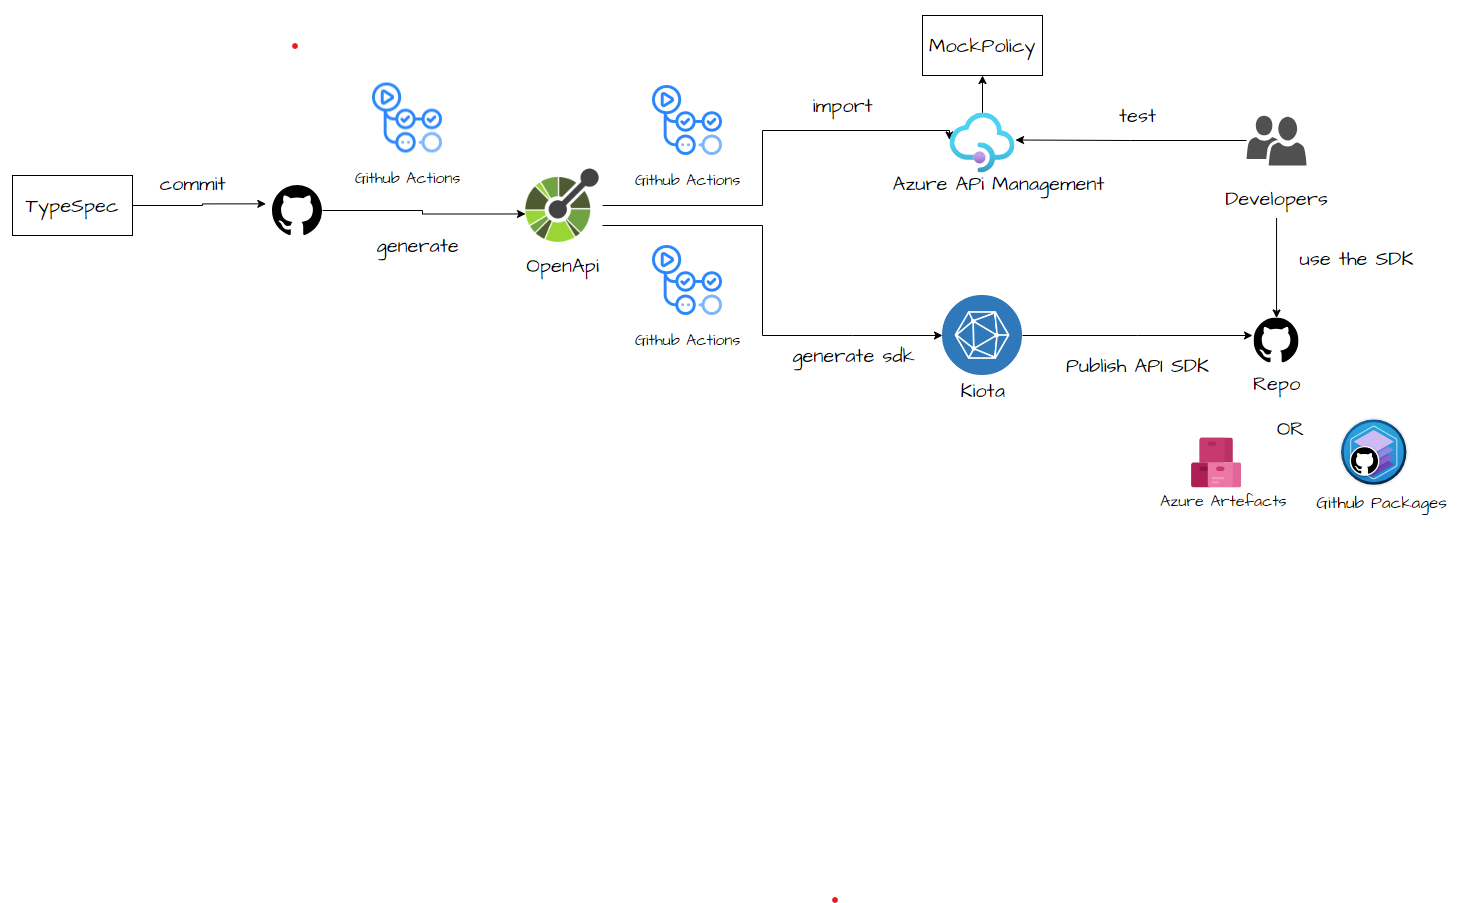 MockPolicy
import
test
Github Actions
Github Actions
Azure APi Management
commit
TypeSpec
Developers
generate
OpenApi
use the SDK
Github Actions
generate sdk
Publish API SDK
Kiota
Repo
OR
Azure Artefacts
Github Packages